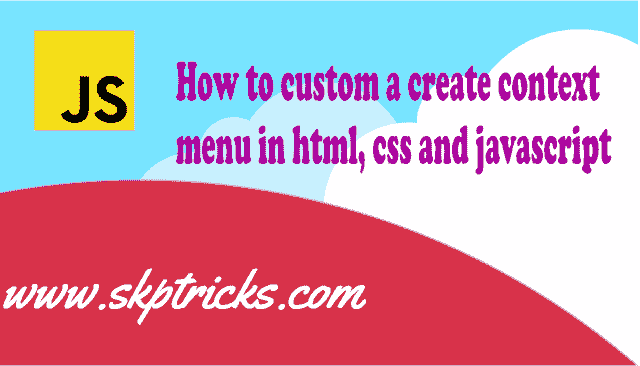 JS
How to custom a create context
menu in html, css and javascript
www.skptricks.com